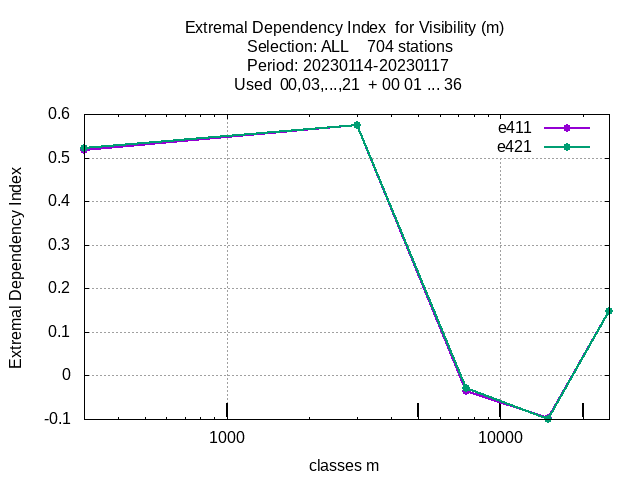 Extremal Dependency Index  for Visibility (m)
Selection: ALL    704 stations
Period: 20230114-20230117
Used  00,03,...,21  + 00 01 ... 36
e411
e421
Extremal Dependency Index
0.6
0.5
0.4
0.3
0.2
0.1
0
-0.1
1000
10000
classes m